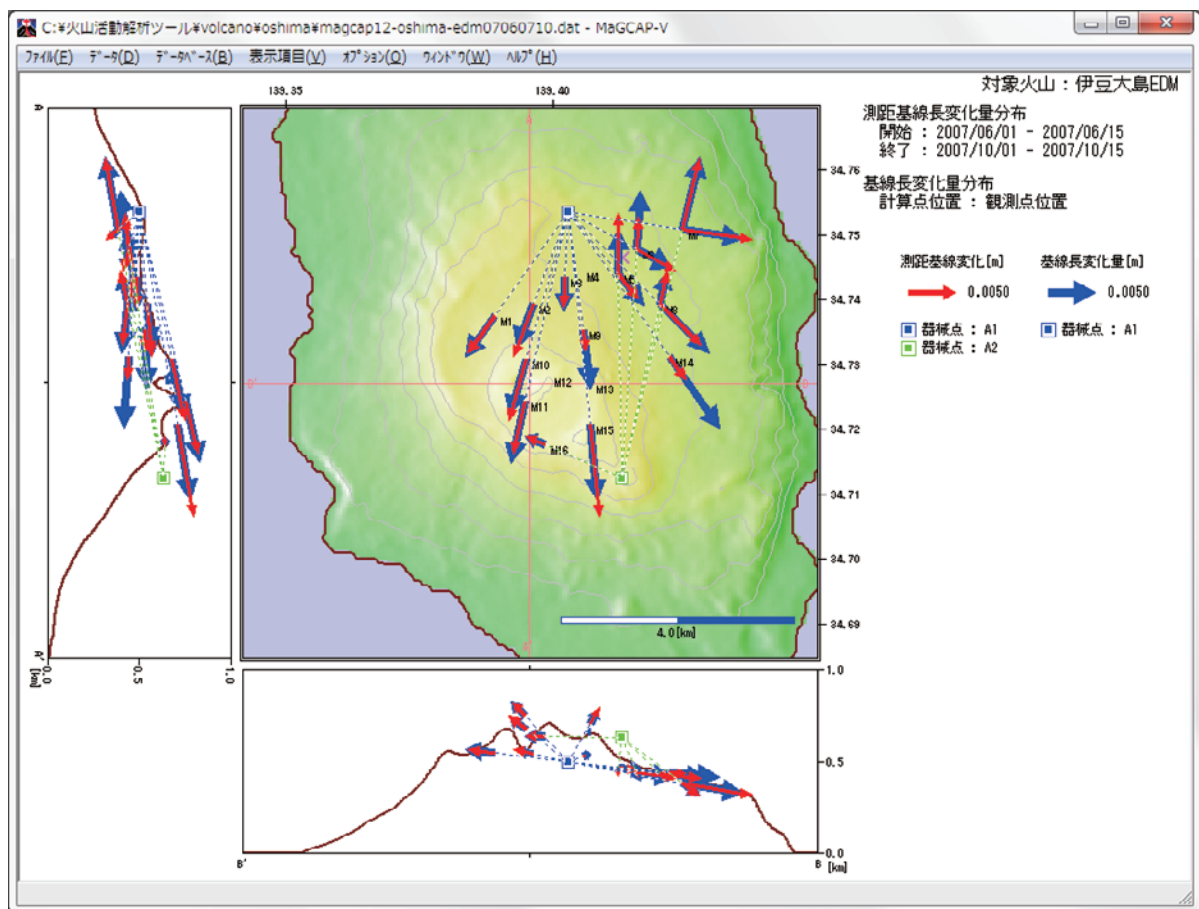 C:¥火山活動解析ツール¥volcano¥oshima¥magcap12-oshima-edm07060710.dat - MaGCAP-V
ファイル(F) データ(D) データベース(B) 表示項目(V) オプション(O) ウィンドウ(W) ヘルプ(H)
対象火山 : 伊豆大島EDM
測距基線長変化量分布
開始 : 2007/06/01 - 2007/06/15
終了 : 2007/10/01 - 2007/10/15
基線長変化量分布
計算点位置 : 観測点位置
測距基線変化[m] 基線長変化量[m]
0.0050 0.0050
器械点 : A1 器械点 : A1
器械点 : A2
139.35 139.40
A
34.76
34.75
34.74
34.73
34.72
34.71
34.70
34.69
M7
M5
M4
M3
M8
M1
M2
M9
M14
M10
M12
M13
M11
M15
M16
B'
B
A'
4.0[km]
A
A'
0.0 0.5 1.0
[km]
1.0
0.5
0.0
B' B
[km]